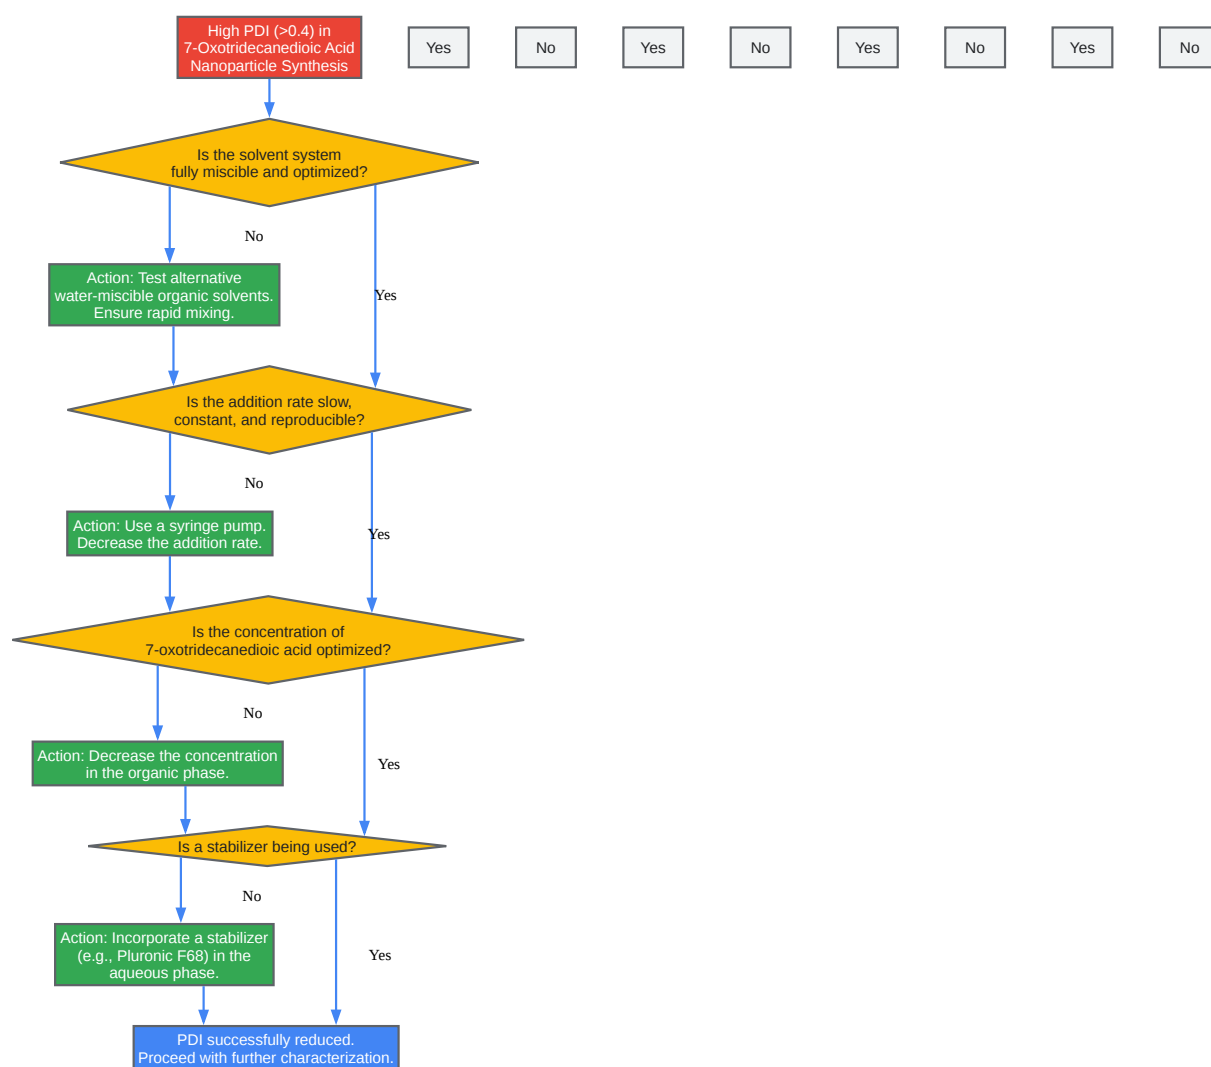 High PDI (>0.4) in
7-Oxotridecanedioic Acid
Nanoparticle Synthesis
Yes
No
Yes
No
Yes
No
Yes
No
Is the solvent system
fully miscible and optimized?
No
Action: Test alternative
water-miscible organic solvents.
Ensure rapid mixing.
Yes
Is the addition rate slow,
constant, and reproducible?
No
Action: Use a syringe pump.
Decrease the addition rate.
Yes
Is the concentration of
7-oxotridecanedioic acid optimized?
No
Action: Decrease the concentration
in the organic phase.
Yes
Is a stabilizer being used?
No
Action: Incorporate a stabilizer
(e.g., Pluronic F68) in the
aqueous phase.
Yes
PDI successfully reduced.
Proceed with further characterization.